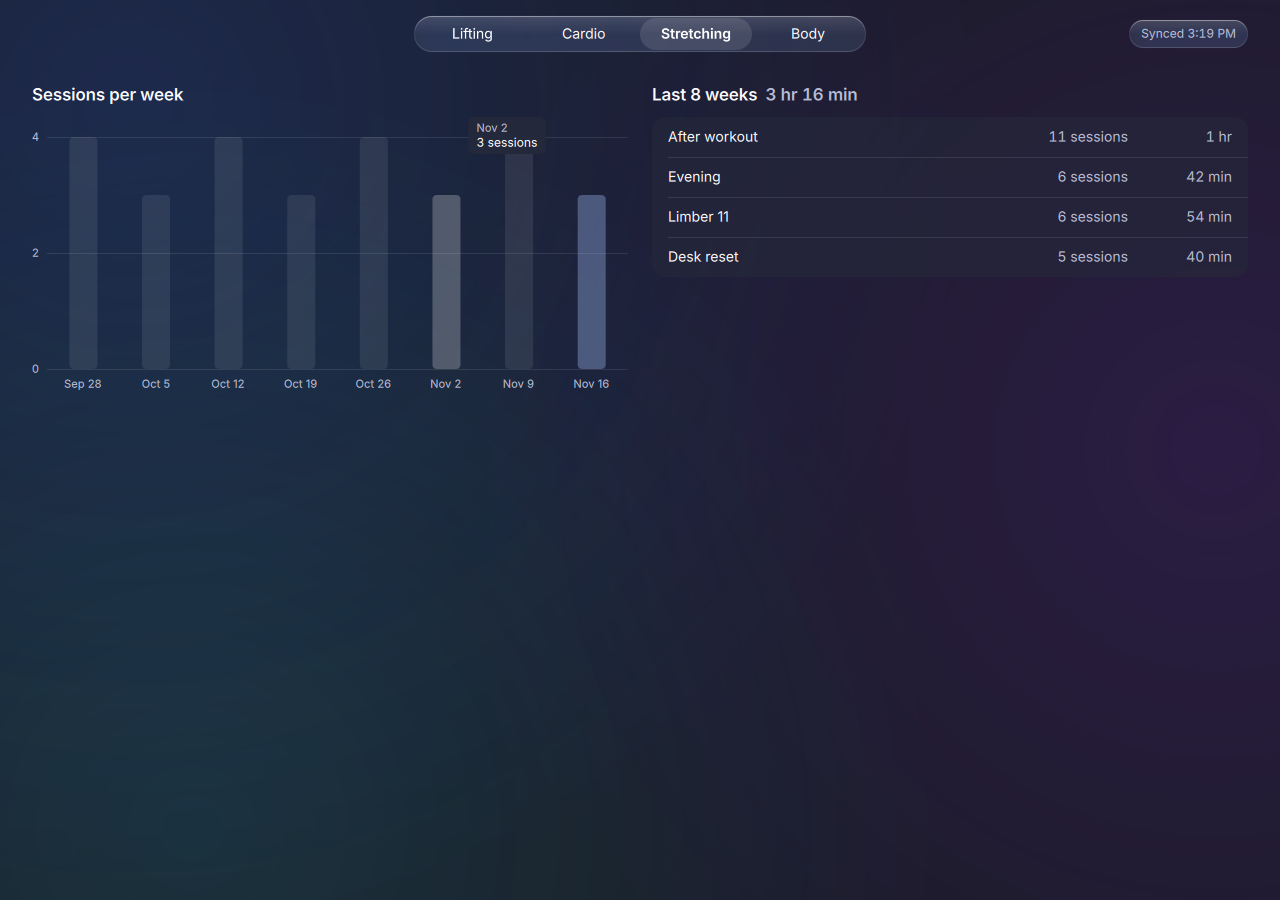 Lifting Cardio Stretching Body
Synced 3:19 PM
Sessions per week
Nov 2
3 sessions
4
2
0
Sep 28 Oct 5 Oct 12 Oct 19 Oct 26 Nov 2 Nov 9 Nov 16
Last 8 weeks 3 hr 16 min
After workout 11 sessions 1 hr
Evening 6 sessions 42 min
Limber 11 6 sessions 54 min
Desk reset 5 sessions 40 min